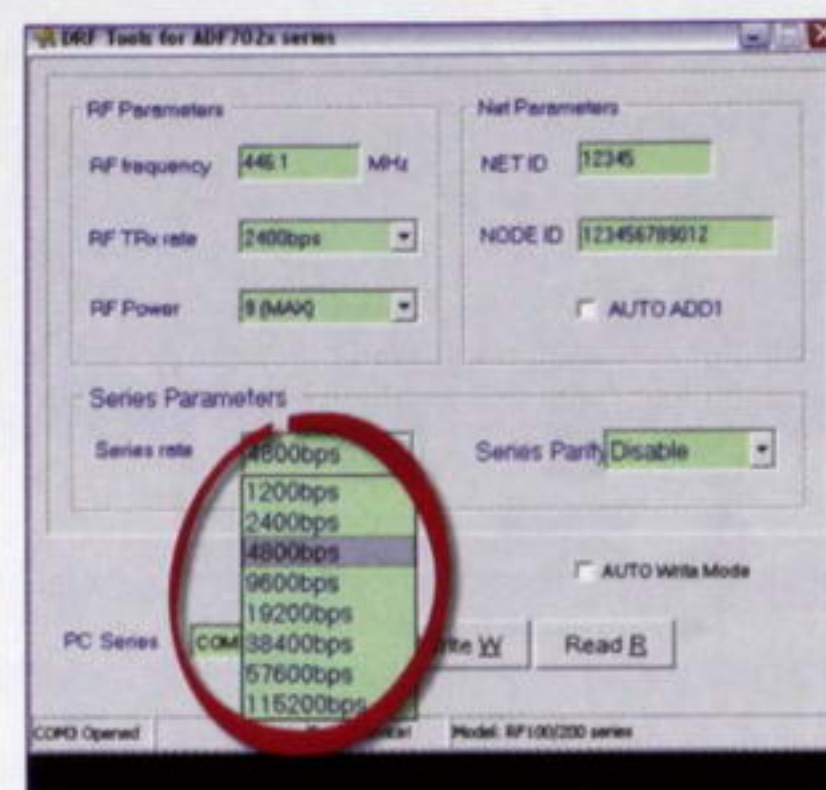 DRF Tools for ADF702x series
RF Parameters
Net Parameters
RF frequency 446.1 MHz
NET ID 12345
RF TRx rate 2400bps
NODE ID 123456789012
RF Power 9 (MAX)
AUTO ADD1
Series Parameters
Series rate 4800bps
Series Parity Disable
1200bps
2400bps
4800bps
9600bps
AUTO Write Mode
19200bps
PC Series COM
38400bps
W
Read R
57600bps
115200bps
COM3 Opened
Model: RF100/200 series